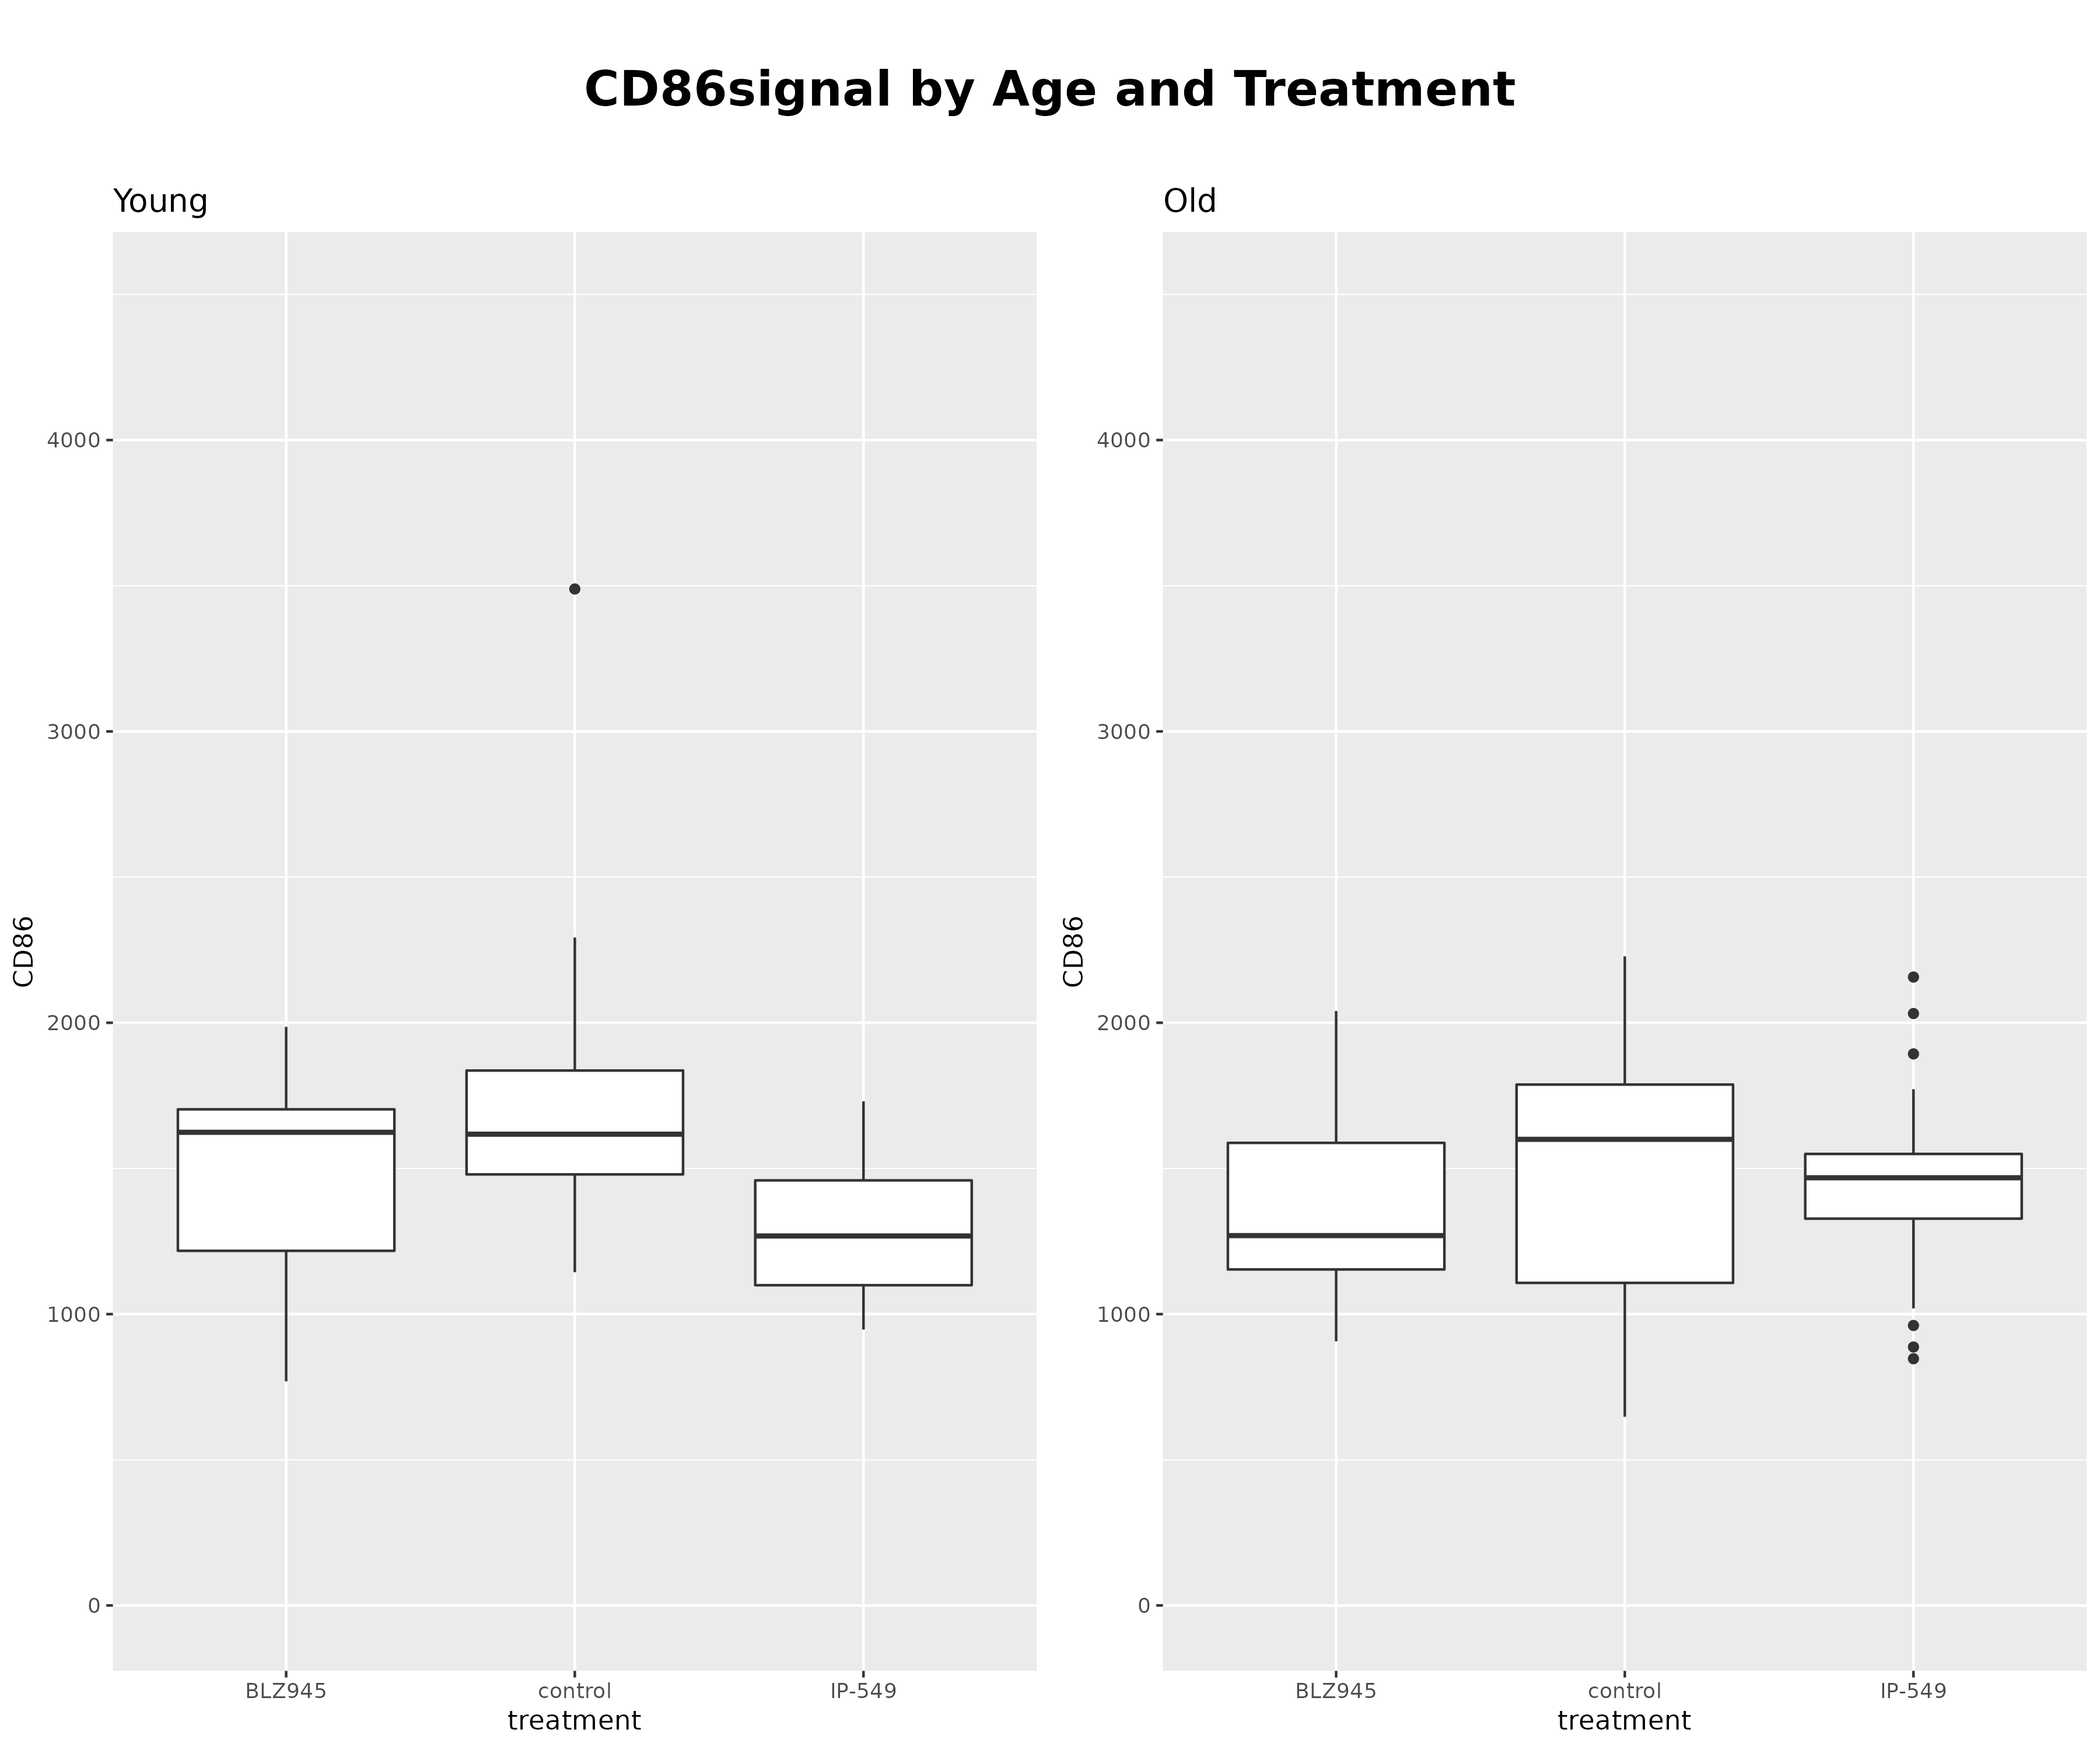 CD86signal by Age and Treatment
Young
Old
CD86
4000
3000
2000
1000
0
BLZ945 control IP-549
treatment
CD86
4000
3000
2000
1000
0
BLZ945 control IP-549
treatment